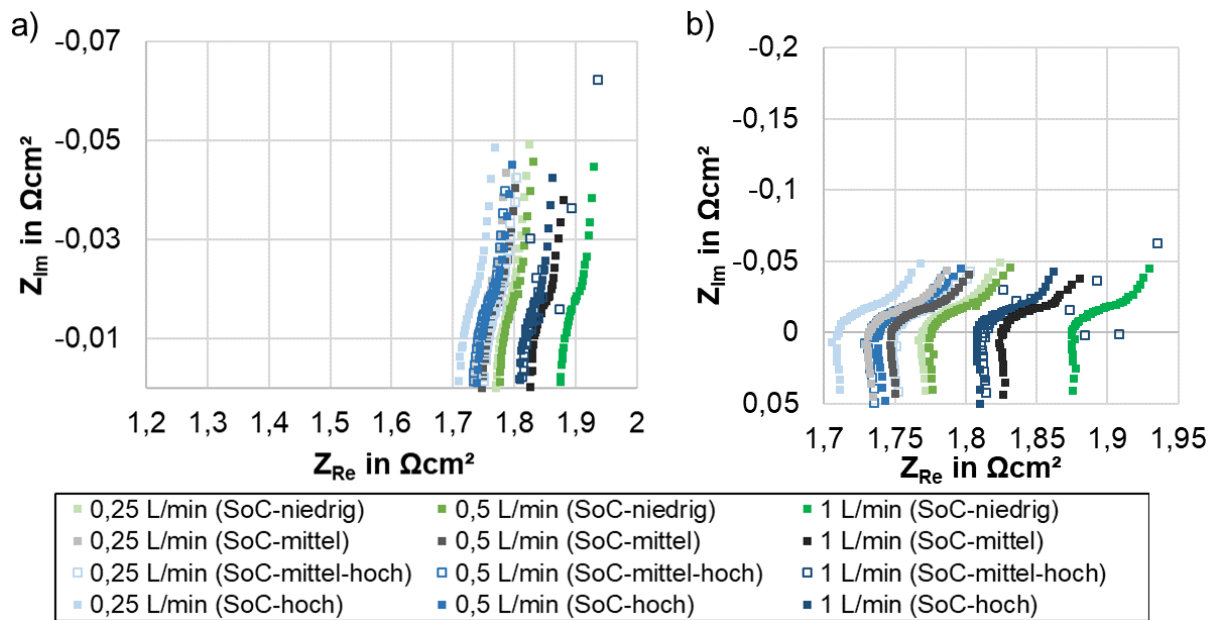 a)
-0,07
-0,05
-0,03
-0,01
Z_Im in Ωcm²
1,2 1,3 1,4 1,5 1,6 1,7 1,8 1,9 2
Z_Re in Ωcm²
b)
-0,2
-0,15
-0,1
-0,05
0
0,05
Z_Im in Ωcm²
1,7 1,75 1,8 1,85 1,9 1,95
Z_Re in Ωcm²
0,25 L/min (SoC-niedrig) 0,5 L/min (SoC-niedrig) 1 L/min (SoC-niedrig)
0,25 L/min (SoC-mittel) 0,5 L/min (SoC-mittel) 1 L/min (SoC-mittel)
0,25 L/min (SoC-mittel-hoch) 0,5 L/min (SoC-mittel-hoch) 1 L/min (SoC-mittel-hoch)
0,25 L/min (SoC-hoch) 0,5 L/min (SoC-hoch) 1 L/min (SoC-hoch)